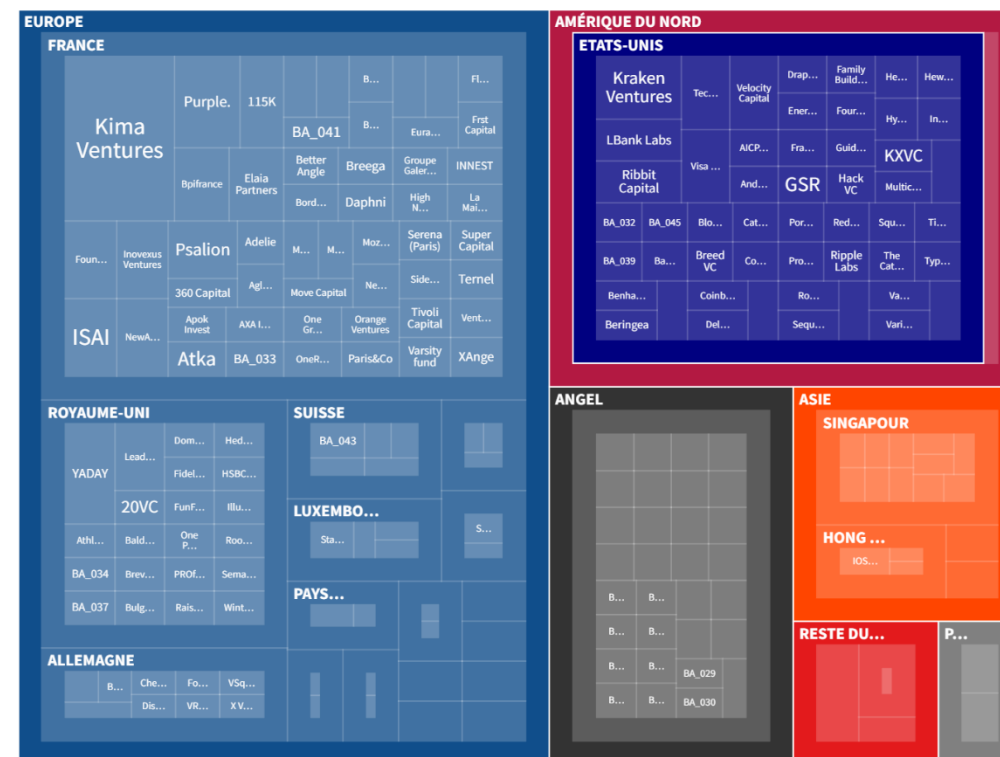 EUROPE
FRANCE
Kima
Ventures
Purple.
115K
B...
Fl...
BA_041
B...
Eura...
Frst
Capital
Bpifrance
Elaia
Partners
Better
Angle
Breega
Groupe
Galer...
INNEST
Bord...
Daphni
High
N...
La
Mai...
Foun...
Inovexus
Ventures
Psalion
Adelie
M...
M...
Moz...
Serena
(Paris)
Super
Capital
360 Capital
Agl...
Move Capital
Ne...
Side...
Ternel
ISAI
NewA...
Apok
Invest
AXA I...
One
Gr...
Orange
Ventures
Tivoli
Capital
Vent...
Atka
BA_033
OneR...
Paris&Co
Varsity
fund
XAnge
ROYAUME-UNI
YADAY
Lead...
Dom...
Hed...
Fidel...
HSBC...
20VC
FunF...
Illu...
Athl...
Bald...
One
P...
Roo...
BA_034
Brev...
PROf...
Sema...
BA_037
Bulg...
Rais...
Wint...
ALLEMAGNE
B...
Che...
Fo...
VSq...
Dis...
VR...
X V...
SUISSE
BA_043
LUXEMBO...
Sta...
S...
PAYS...
AMÉRIQUE DU NORD
ETATS-UNIS
Kraken
Ventures
Tec...
Velocity
Capital
Drap...
Family
Build...
He...
Hew...
Ener...
Four...
Hy...
In...
LBank Labs
Visa ...
AICP...
Fra...
Guid...
KXVC
Ribbit
Capital
And...
GSR
Hack
VC
Multic...
BA_032
BA_045
Blo...
Cat...
Por...
Red...
Squ...
Ti...
BA_039
Ba...
Breed
VC
Co...
Pro...
Ripple
Labs
The
Cat...
Typ...
Benha...
Coinb...
Ro...
Va...
Beringea
Del...
Sequ...
Vari...
ANGEL
B...
B...
B...
B...
B...
B...
BA_029
B...
B...
BA_030
ASIE
SINGAPOUR
HONG ...
IOS...
RESTE DU...
P...